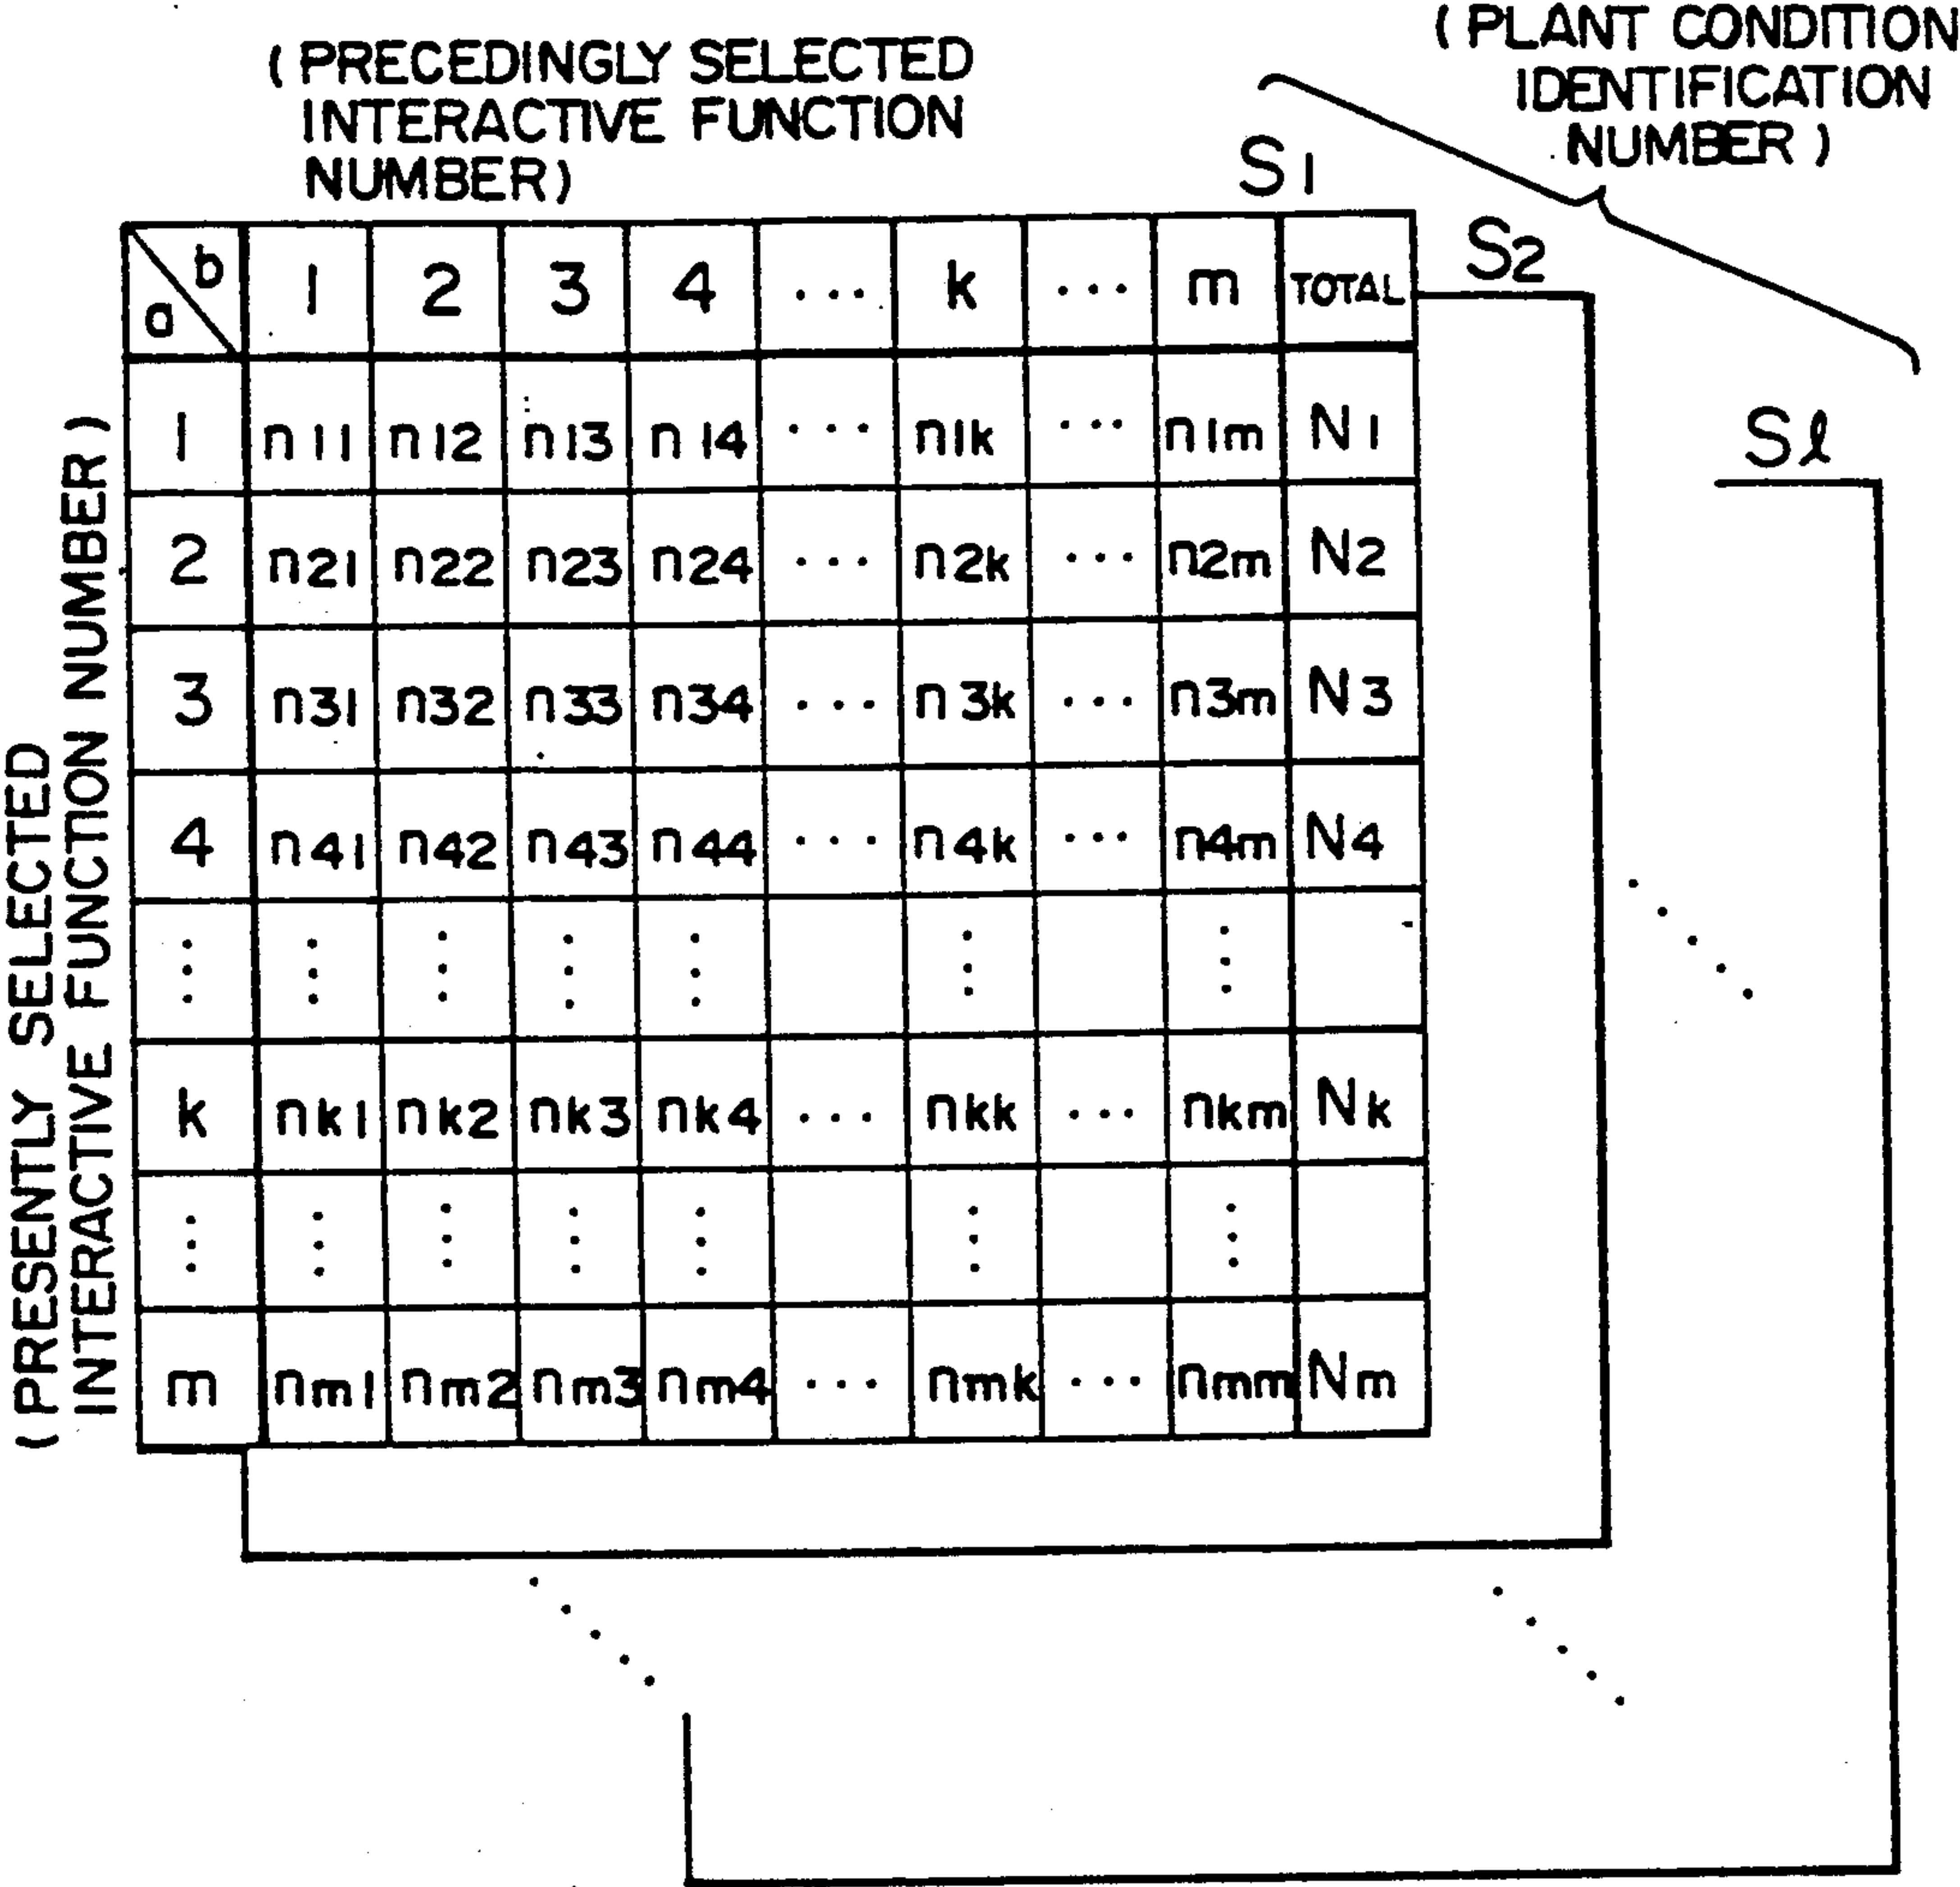 ( PLANT CONDITION
IDENTIFICATION
NUMBER )
( PRECEDINGLY SELECTED
INTERACTIVE FUNCTION
NUMBER)
S1
S2
Sℓ
(PRESENTLY SELECTED
INTERACTIVE FUNCTION NUMBER)
a b 1 2 3 4 ... k ... m TOTAL
1 n11 n12 n13 n14 ... n1k ... n1m N1
2 n21 n22 n23 n24 ... n2k ... n2m N2
3 n31 n32 n33 n34 ... n3k ... n3m N3
4 n41 n42 n43 n44 ... n4k ... n4m N4
k nk1 nk2 nk3 nk4 ... nkk ... nkm Nk
m nm1 nm2 nm3 nm4 ... nmk ... nmm Nm